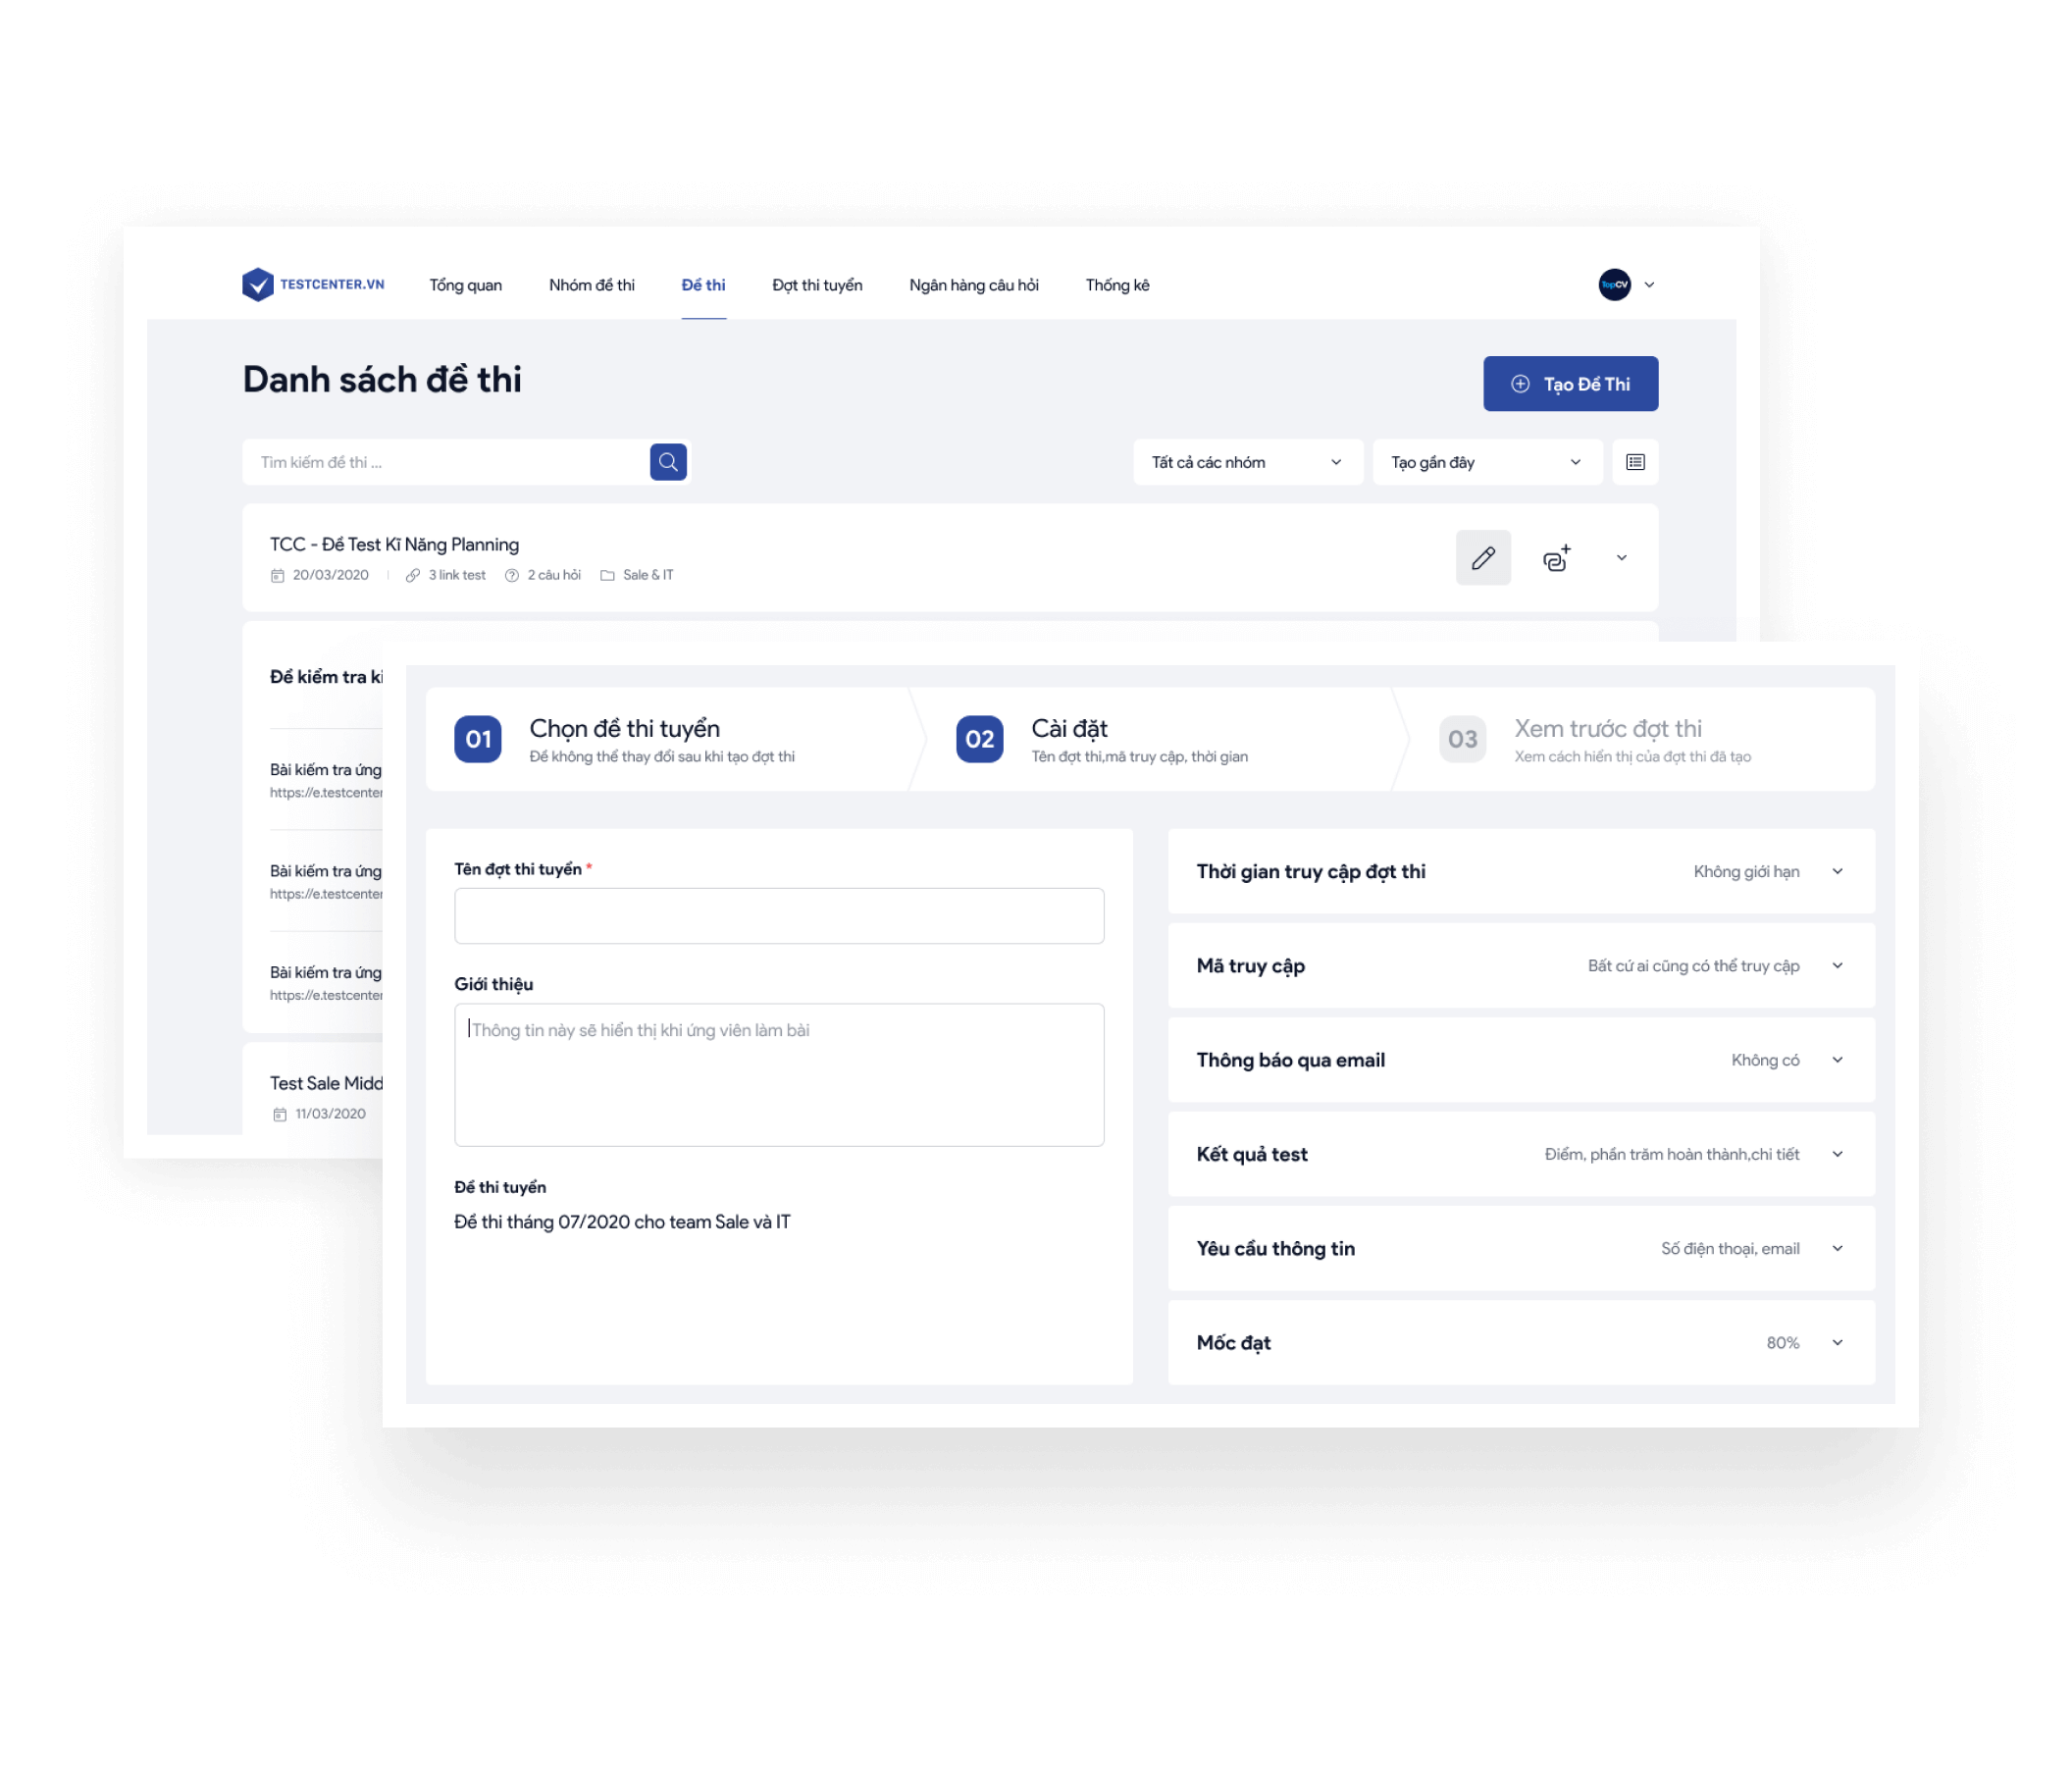 TESTCENTER.VN Tổng quan Nhóm đề thi Đề thi Đợt thi tuyển Ngân hàng câu hỏi Thống kê TopCV
Danh sách đề thi
Tạo Đề Thi
Tìm kiếm đề thi ...
Tất cả các nhóm
Tạo gần đây
TCC - Đề Test Kĩ Năng Planning
20/03/2020 3 link test 2 câu hỏi Sale & IT
Đề kiểm tra ki
Bài kiểm tra ứng
https://e.testcenter
Bài kiểm tra ứng
https://e.testcenter
Bài kiểm tra ứng
https://e.testcenter
Test Sale Midd
11/03/2020
01
Chọn đề thi tuyển
Đề không thể thay đổi sau khi tạo đợt thi
02
Cài đặt
Tên đợt thi,mã truy cập, thời gian
03
Xem trước đợt thi
Xem cách hiển thị của đợt thi đã tạo
Tên đợt thi tuyển *
Giới thiệu
Thông tin này sẽ hiển thị khi ứng viên làm bài
Đề thi tuyển
Đề thi tháng 07/2020 cho team Sale và IT
Thời gian truy cập đợt thi Không giới hạn
Mã truy cập Bất cứ ai cũng có thể truy cập
Thông báo qua email Không có
Kết quả test Điểm, phần trăm hoàn thành,chi tiết
Yêu cầu thông tin Số điện thoại, email
Mốc đạt 80%